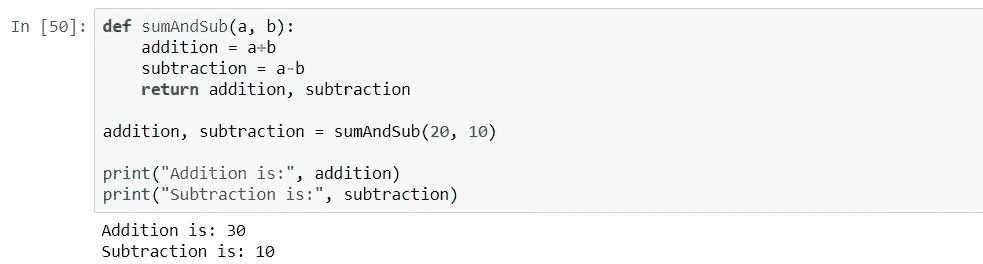 In [50]: def sumAndSub(a, b):
    addition = a+b
    subtraction = a-b
    return addition, subtraction
addition, subtraction = sumAndSub(20, 10)
print("Addition is:", addition)
print("Subtraction is:", subtraction)
Addition is: 30
Subtraction is: 10